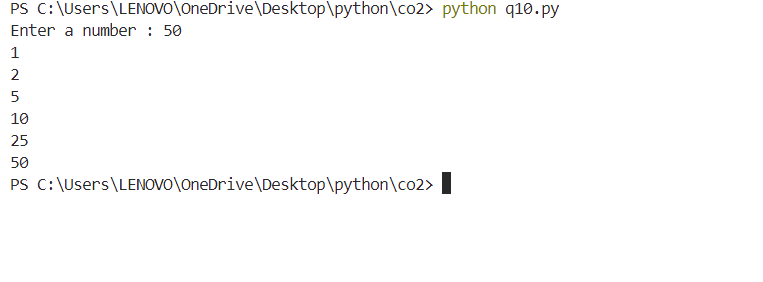 PS C:\Users\LENOVO\OneDrive\Desktop\python\co2> python q10.py
Enter a number : 50
1
2
5
10
25
50
PS C:\Users\LENOVO\OneDrive\Desktop\python\co2>